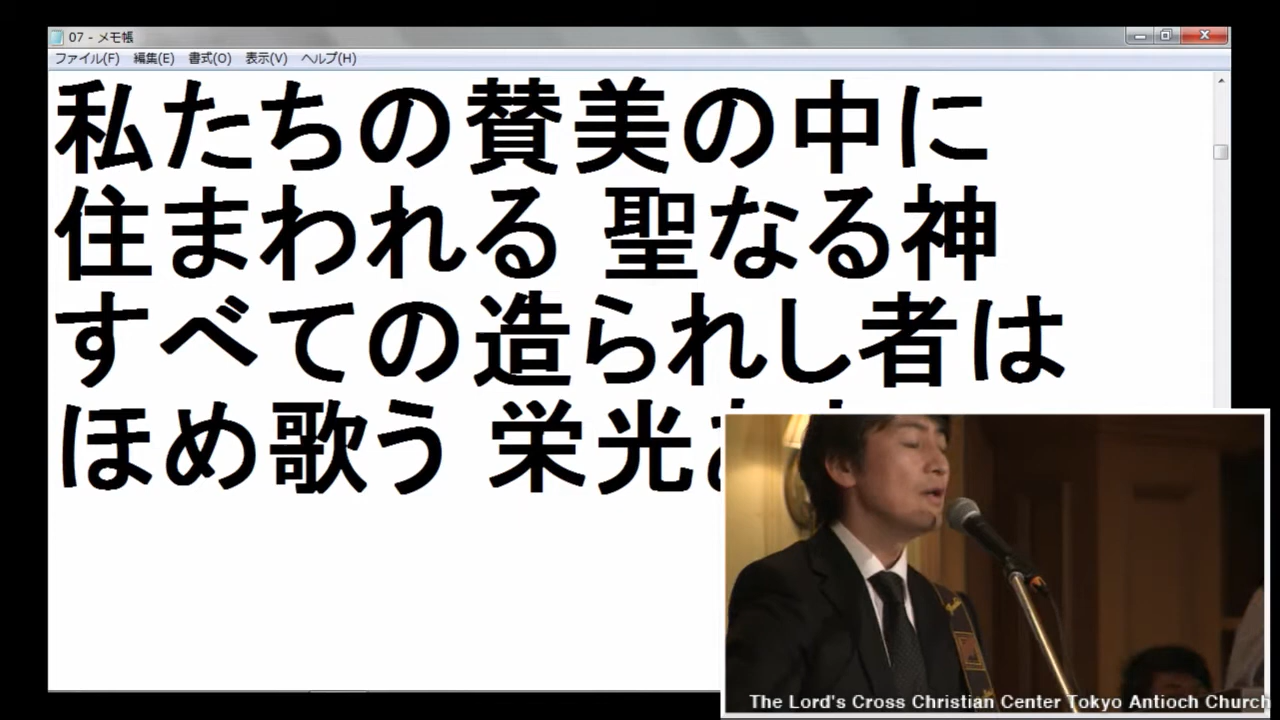 07 - メモ帳
ファイル(F) 編集(E) 書式(O) 表示(V) ヘルプ(H)
私たちの賛美の中に
住まわれる 聖なる神
すべての造られし者は
ほめ歌う 栄光
The Lord's Cross Christian Center Tokyo Antioch Church